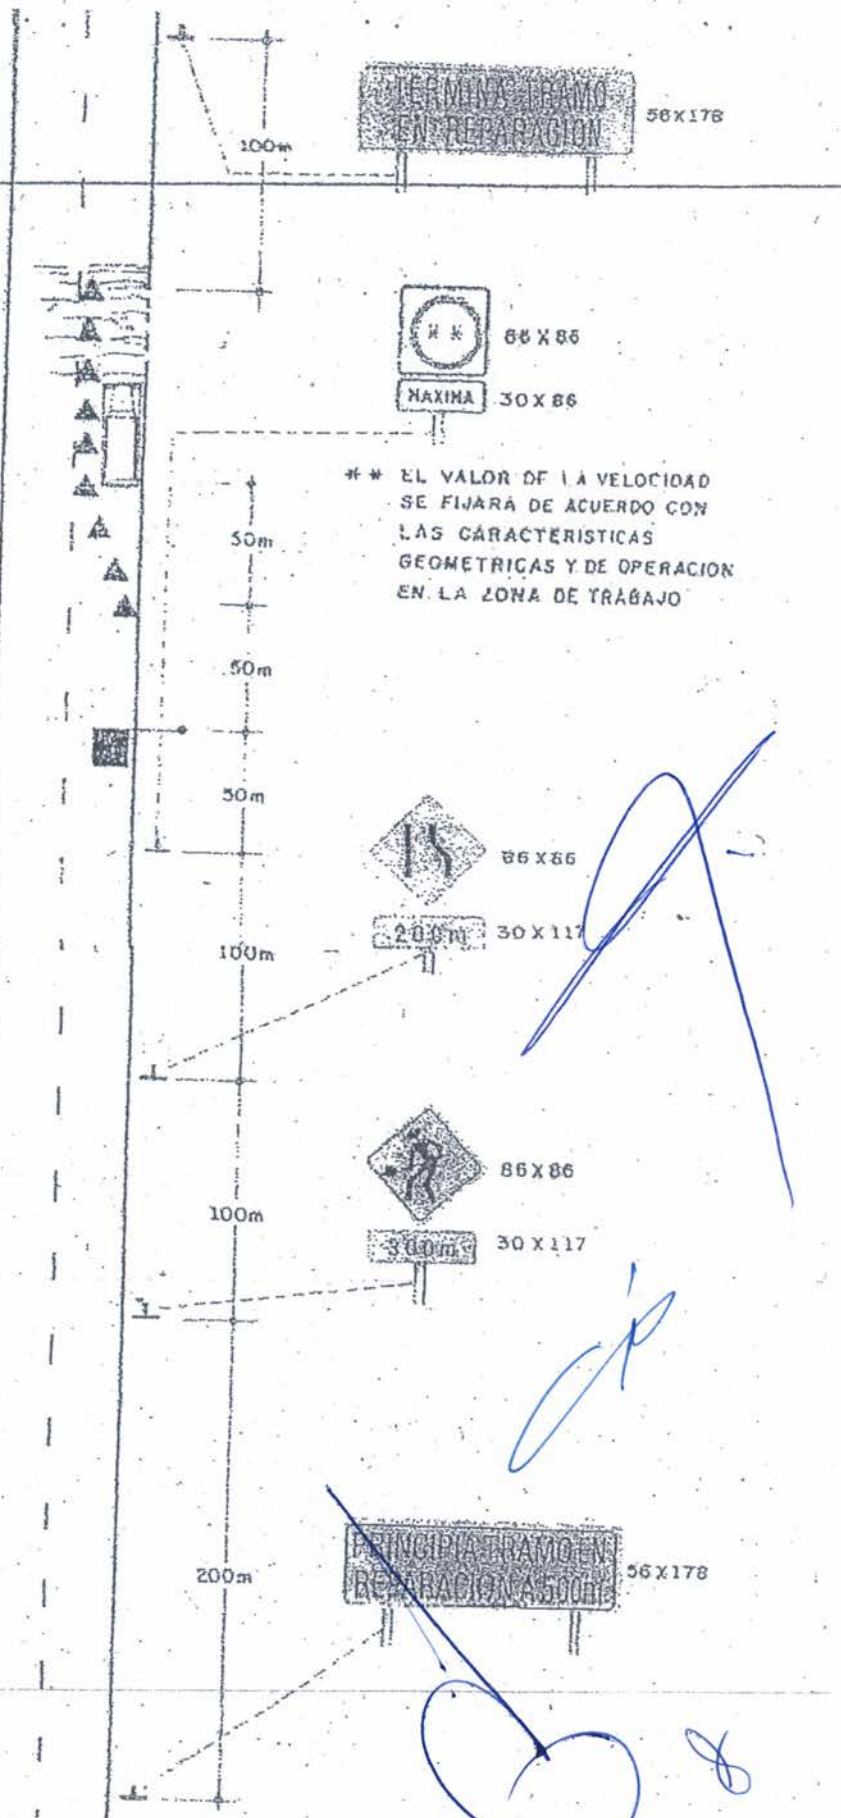 TERMINA TRAMO
EN REPARACION
56X178
100m
** 
86X86
MAXIMA
30X86
** EL VALOR DE LA VELOCIDAD
SE FIJARÁ DE ACUERDO CON
LAS CARACTERISTICAS
GEOMETRICAS Y DE OPERACION
EN LA ZONA DE TRABAJO
50m
50m
50m
86X86
200m
30X117
100m
86X86
300m
30X117
100m
PRINCIPIA TRAMO EN
REPARACION A 500m
56X178
200m
8